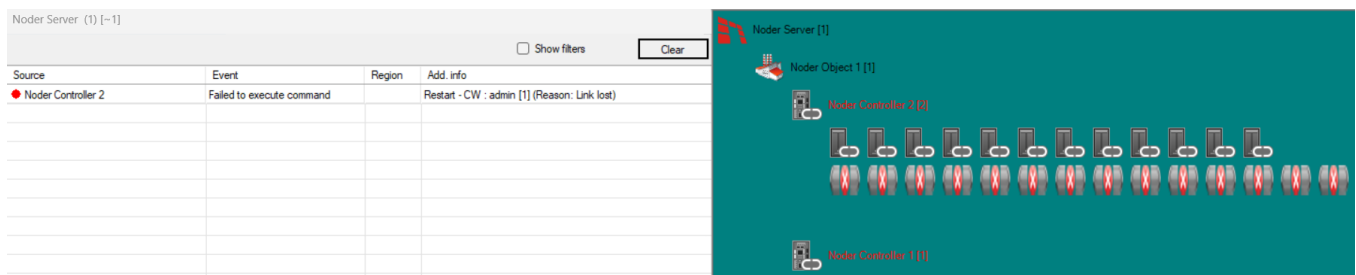 Noder Server (1) [~1]
Show filters
Clear
Source Event Region Add. info
Noder Controller 2 Failed to execute command Restart - CW : admin [1] (Reason: Link lost)
Noder Server [1]
Noder Object 1 [1]
Noder Controller 2 [2]
Noder Controller 1 [1]